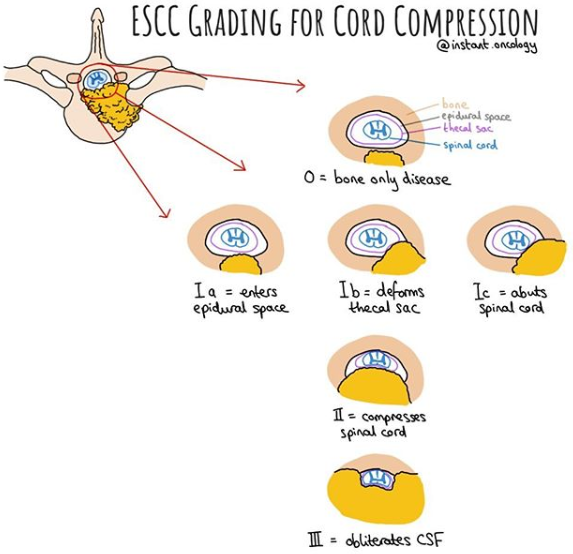 ESCC GRADING FOR CORD COMPRESSION
@instant.oncology
bone
epidural space
thecal sac
spinal cord
0 = bone only disease
Ia = enters
epidural space
Ib = deforms
thecal sac
Ic = abuts
spinal cord
II = compresses
spinal cord
III = obliterates CSF